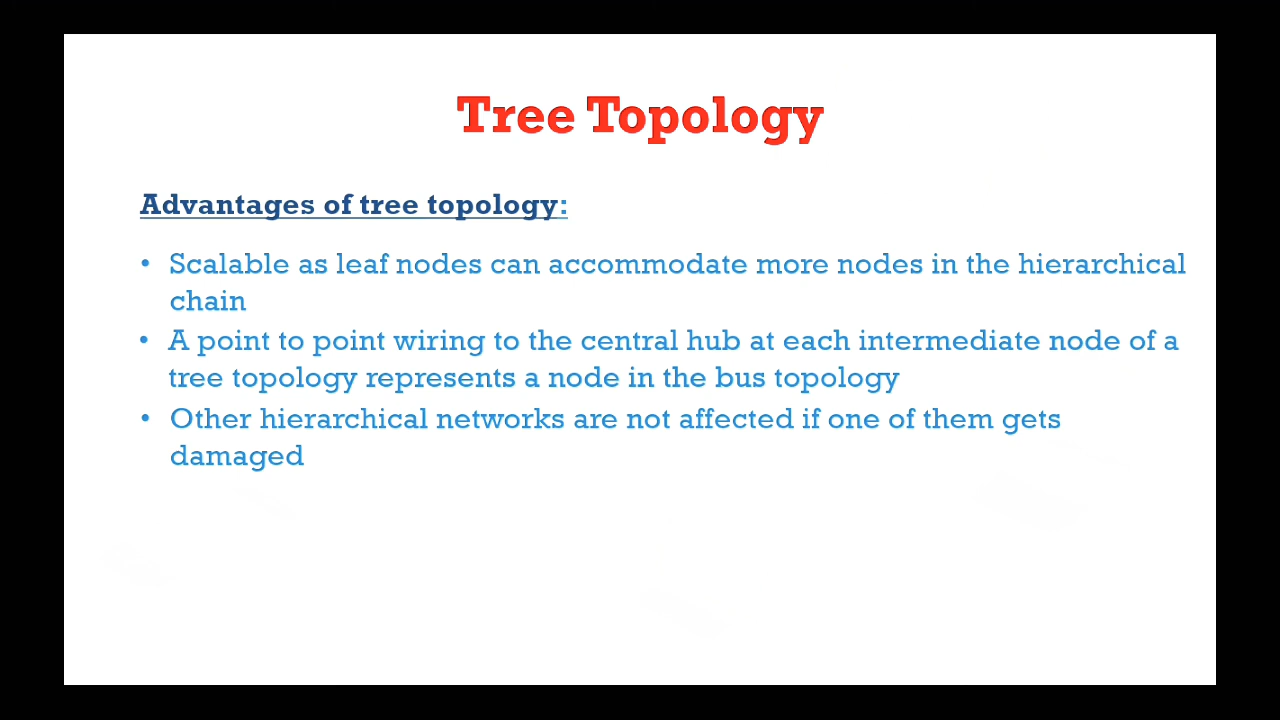 Tree Topology
Advantages of tree topology:
• Scalable as leaf nodes can accommodate more nodes in the hierarchical
chain
• A point to point wiring to the central hub at each intermediate node of a
tree topology represents a node in the bus topology
• Other hierarchical networks are not affected if one of them gets
damaged